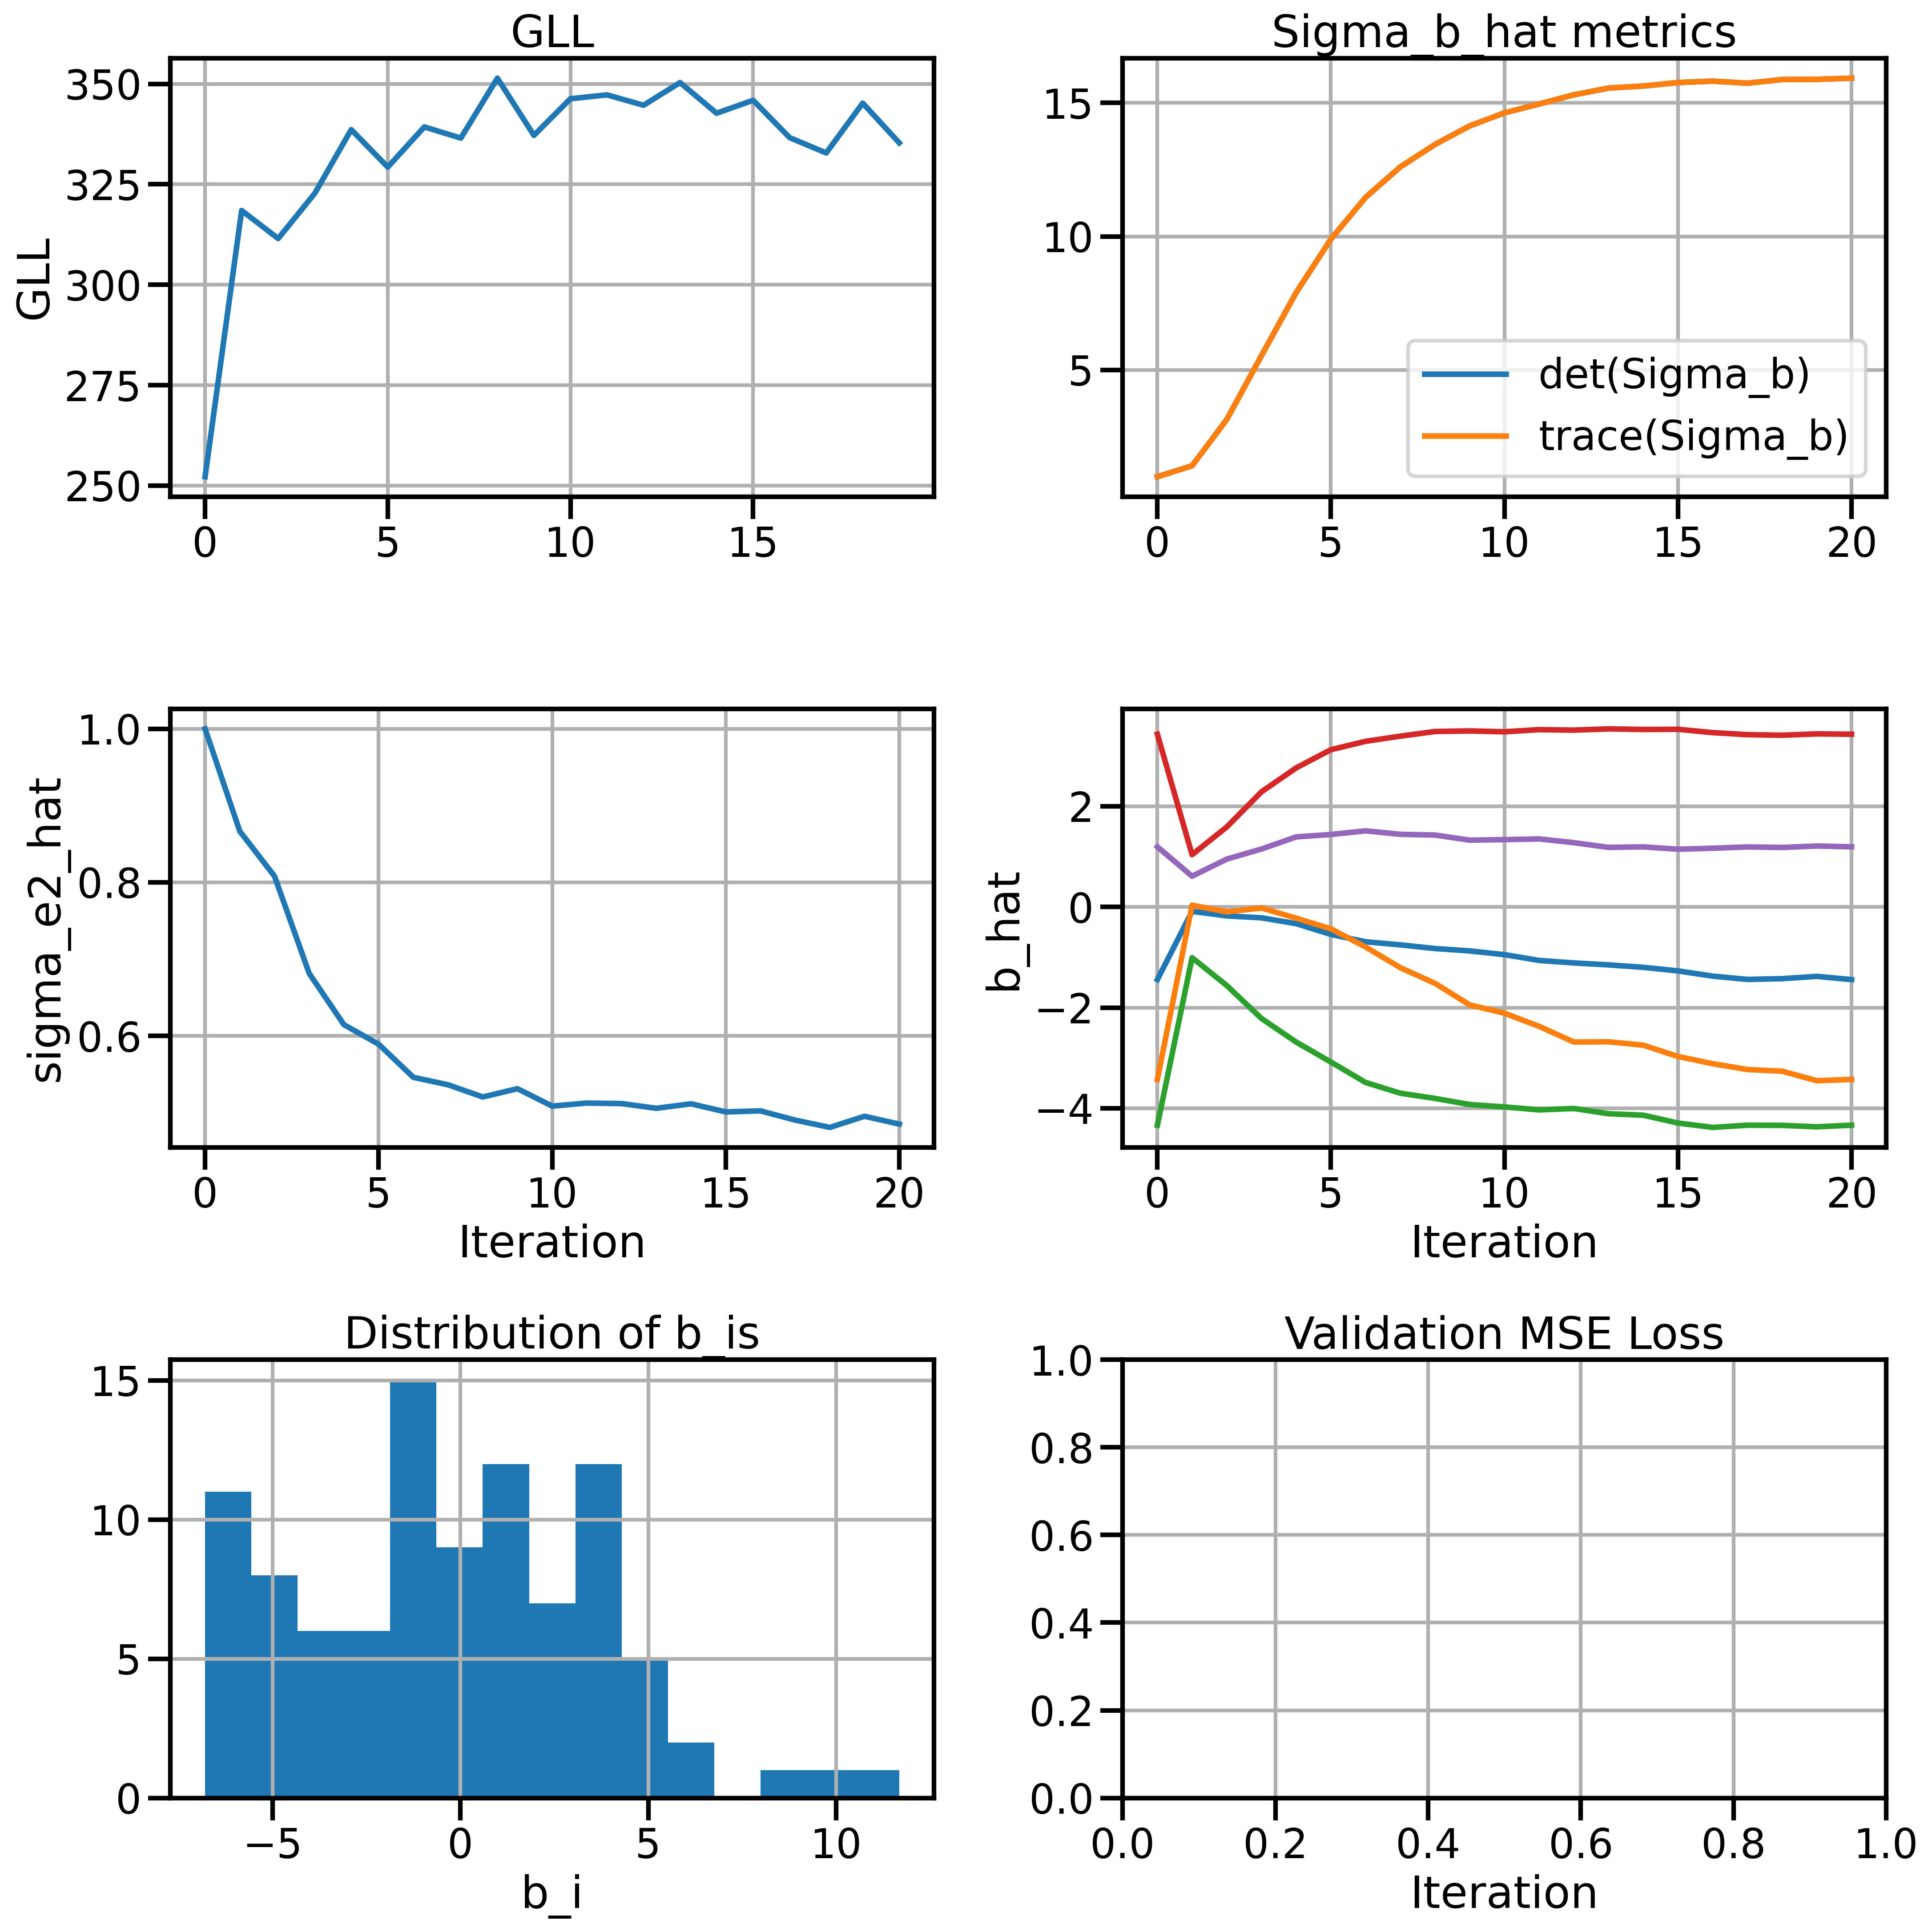 GLL
Sigma_b_hat metrics
350
325
300
275
250
GLL
0 5 10 15
15
10
5
det(Sigma_b)
trace(Sigma_b)
0 5 10 15 20
1.0
0.8
0.6
sigma_e2_hat
0 5 10 15 20
Iteration
2
0
−2
−4
b_hat
0 5 10 15 20
Iteration
Distribution of b_is
15
10
5
0
−5 0 5 10
b_i
Validation MSE Loss
1.0
0.8
0.6
0.4
0.2
0.0
0.0 0.2 0.4 0.6 0.8 1.0
Iteration